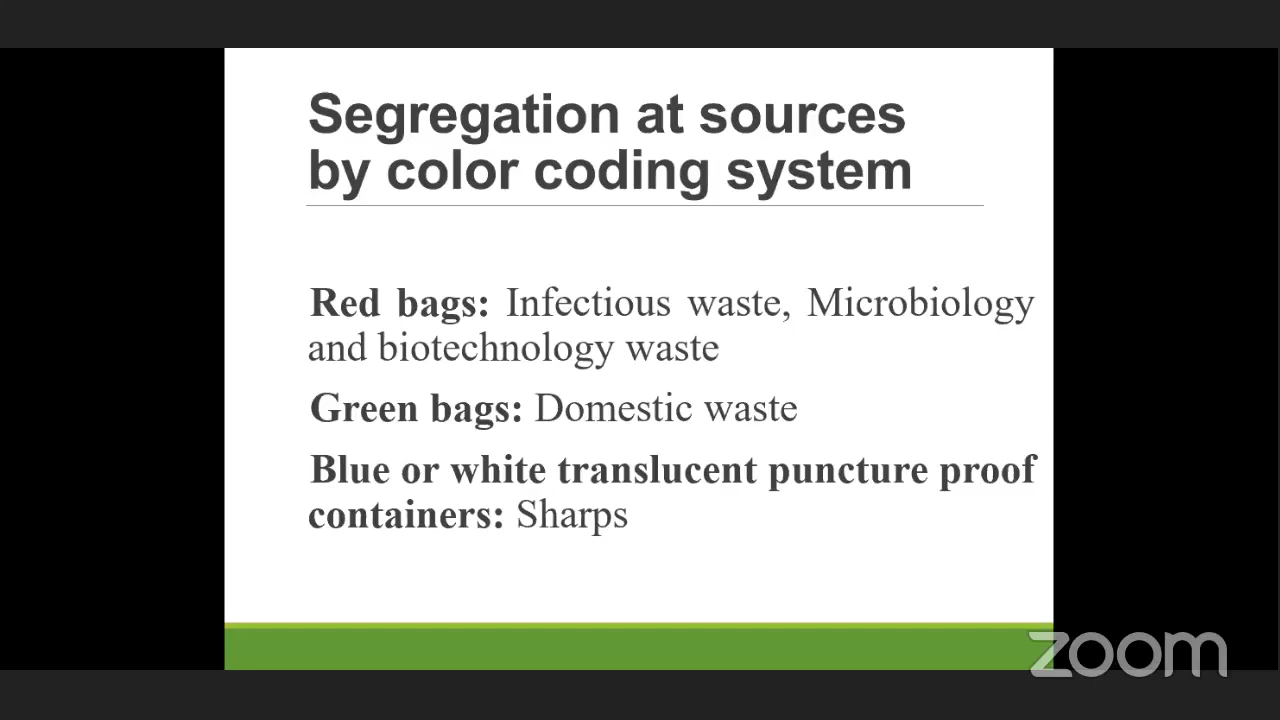 Segregation at sources
by color coding system
Red bags: Infectious waste, Microbiology
and biotechnology waste
Green bags: Domestic waste
Blue or white translucent puncture proof
containers: Sharps
zoom